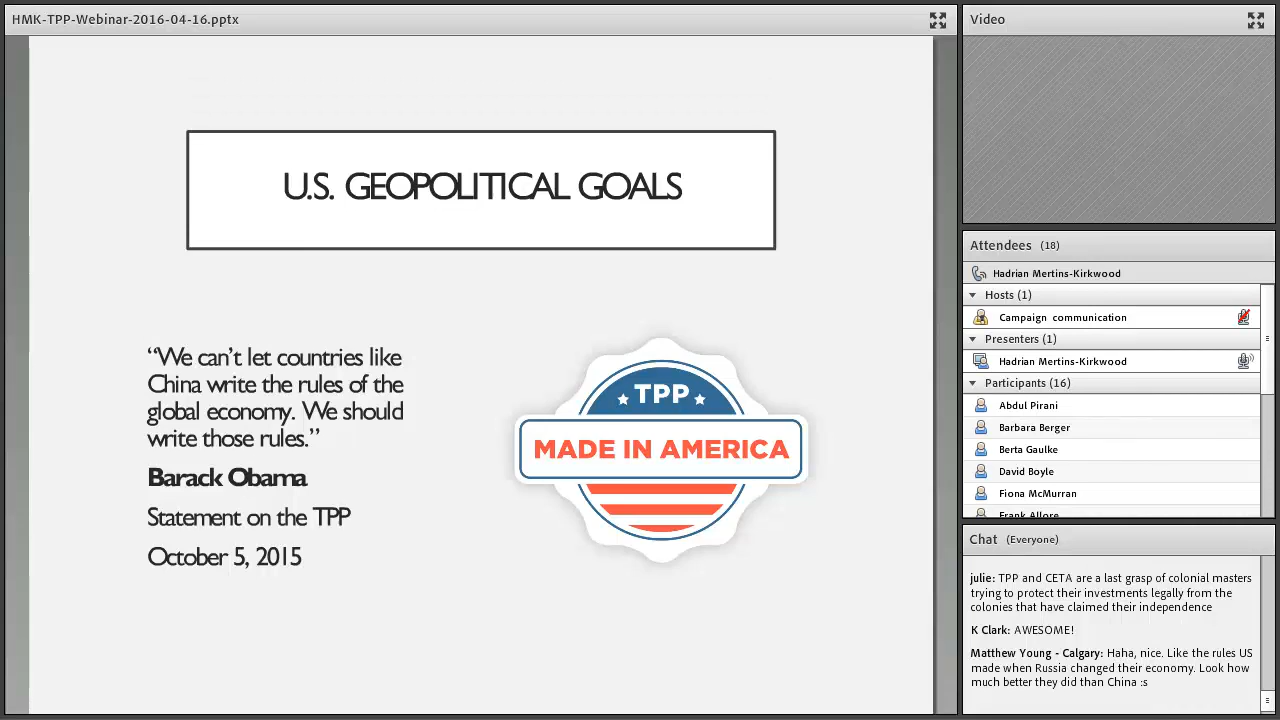 HMK-TPP-Webinar-2016-04-16.pptx
U.S. GEOPOLITICAL GOALS
“We can’t let countries like
China write the rules of the
global economy. We should
write those rules.”
Barack Obama
Statement on the TPP
October 5, 2015
TPP
MADE IN AMERICA
Video
Attendees (18)
Hadrian Mertins-Kirkwood
Hosts (1)
Campaign communication
Presenters (1)
Hadrian Mertins-Kirkwood
Participants (16)
Abdul Pirani
Barbara Berger
Berta Gaulke
David Boyle
Fiona McMurran
Frank Allore
Chat (Everyone)
julie: TPP and CETA are a last grasp of colonial masters
trying to protect their investments legally from the
colonies that have claimed their independence
K Clark: AWESOME!
Matthew Young - Calgary: Haha, nice. Like the rules US
made when Russia changed their economy. Look how
much better they did than China :s